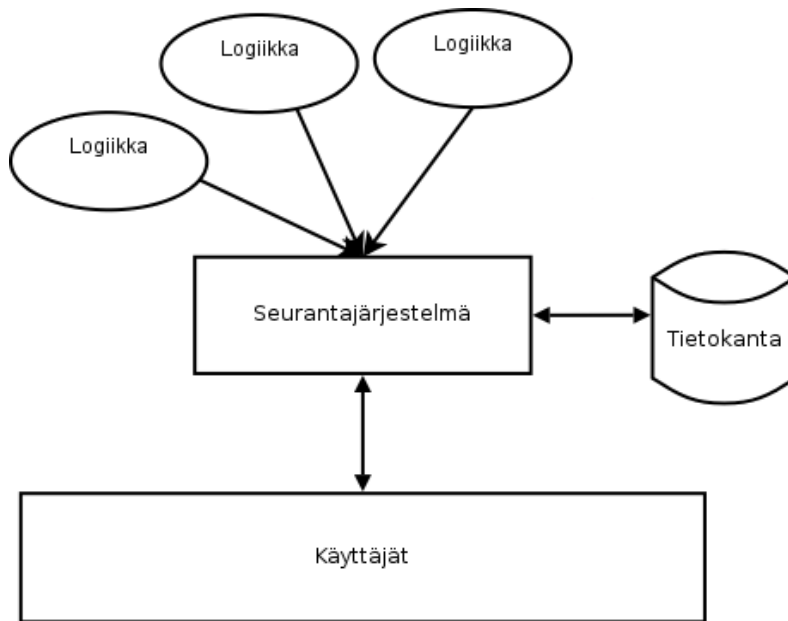 Logiikka
Logiikka
Logiikka
Seurantajärjestelmä
Tietokanta
Käyttäjät